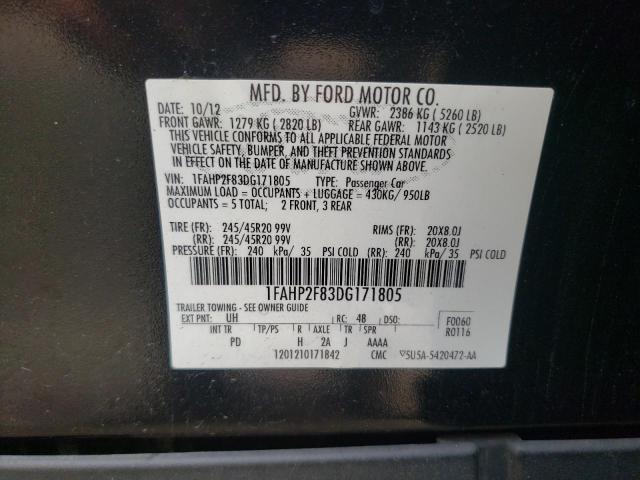 MFD. BY FORD MOTOR CO.
DATE: 10/12 GVWR: 2386 KG ( 5260 LB)
FRONT GAWR: 1279 KG ( 2820 LB) REAR GAWR: 1143 KG ( 2520 LB)
THIS VEHICLE CONFORMS TO ALL APPLICABLE FEDERAL MOTOR
VEHICLE SAFETY, BUMPER, AND THEFT PREVENTION STANDARDS
IN EFFECT ON THE DATE OF MANUFACTURE SHOWN ABOVE.
VIN: 1FAHP2F83DG171805 TYPE: Passenger Car
MAXIMUM LOAD = OCCUPANTS + LUGGAGE = 430KG/ 950LB
OCCUPANTS = 5 TOTAL; 2 FRONT, 3 REAR
TIRE (FR): 245/45R20 99V RIMS (FR): 20X8.0J
(RR): 245/45R20 99V (RR): 20X8.0J
PRESSURE (FR): 240 kPa/ 35 PSI COLD (RR): 240 kPa/ 35 PSI COLD
1FAHP2F83DG171805
TRAILER TOWING - SEE OWNER GUIDE
EXT PNT: UH RC: 48 DSO: F0060
INT TR TP/PS R AXLE TR SPR R0116
PD H 2A J AAAA
1201210171842 CMC